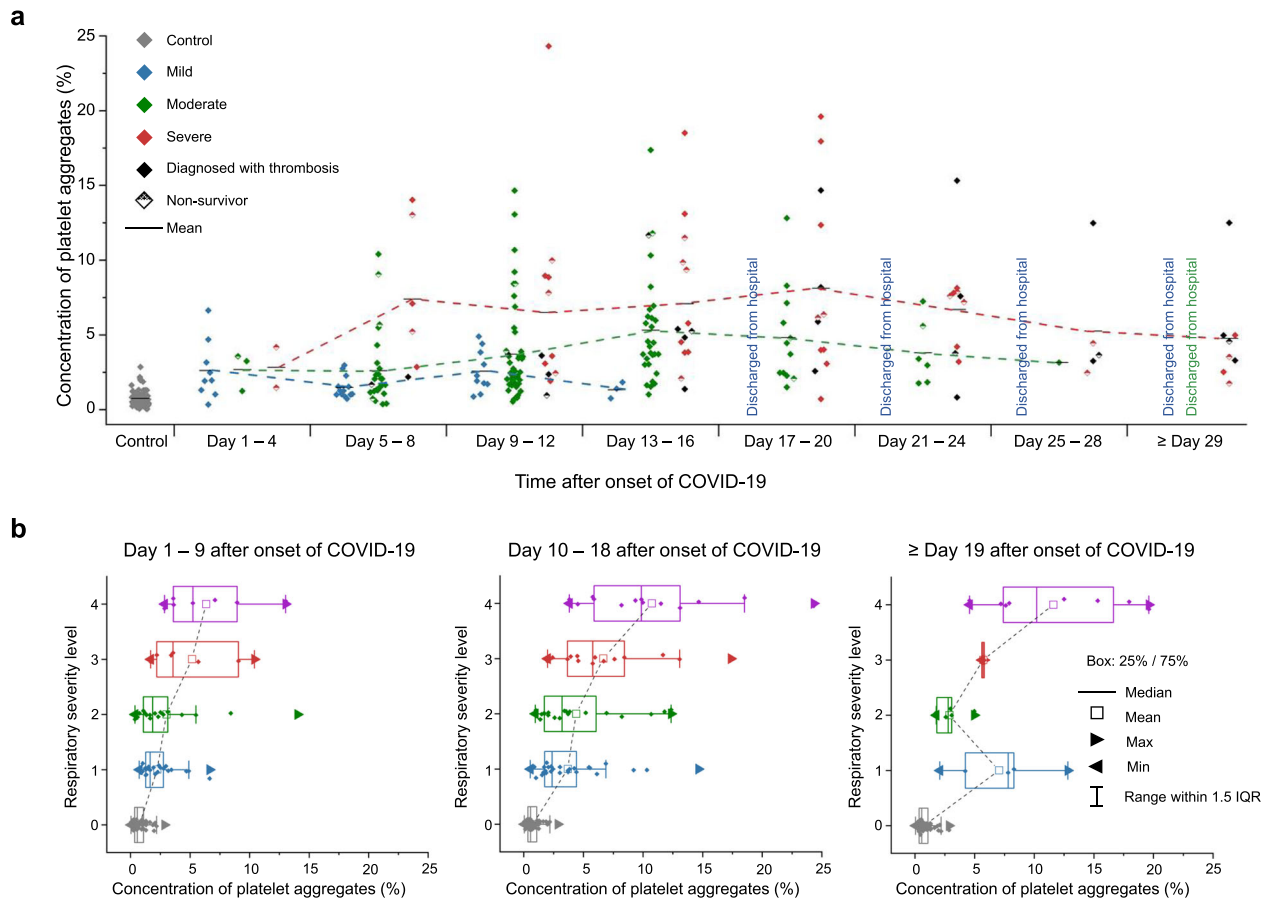 a
Concentration of platelet aggregates (%)
25
20
15
10
5
0
Control
Mild
Moderate
Severe
Diagnosed with thrombosis
Non-survivor
Mean
Discharged from hospital
Discharged from hospital
Discharged from hospital
Discharged from hospital
Discharged from hospital
Control
Day 1 – 4
Day 5 – 8
Day 9 – 12
Day 13 – 16
Day 17 – 20
Day 21 – 24
Day 25 – 28
≥ Day 29
Time after onset of COVID-19
b
Day 1 – 9 after onset of COVID-19
Respiratory severity level
4
3
2
1
0
0
5
10
15
20
25
Concentration of platelet aggregates (%)
Day 10 – 18 after onset of COVID-19
Respiratory severity level
4
3
2
1
0
0
5
10
15
20
25
Concentration of platelet aggregates (%)
≥ Day 19 after onset of COVID-19
Respiratory severity level
4
3
2
1
0
0
5
10
15
20
25
Concentration of platelet aggregates (%)
Box: 25% / 75%
Median
Mean
Max
Min
Range within 1.5 IQR